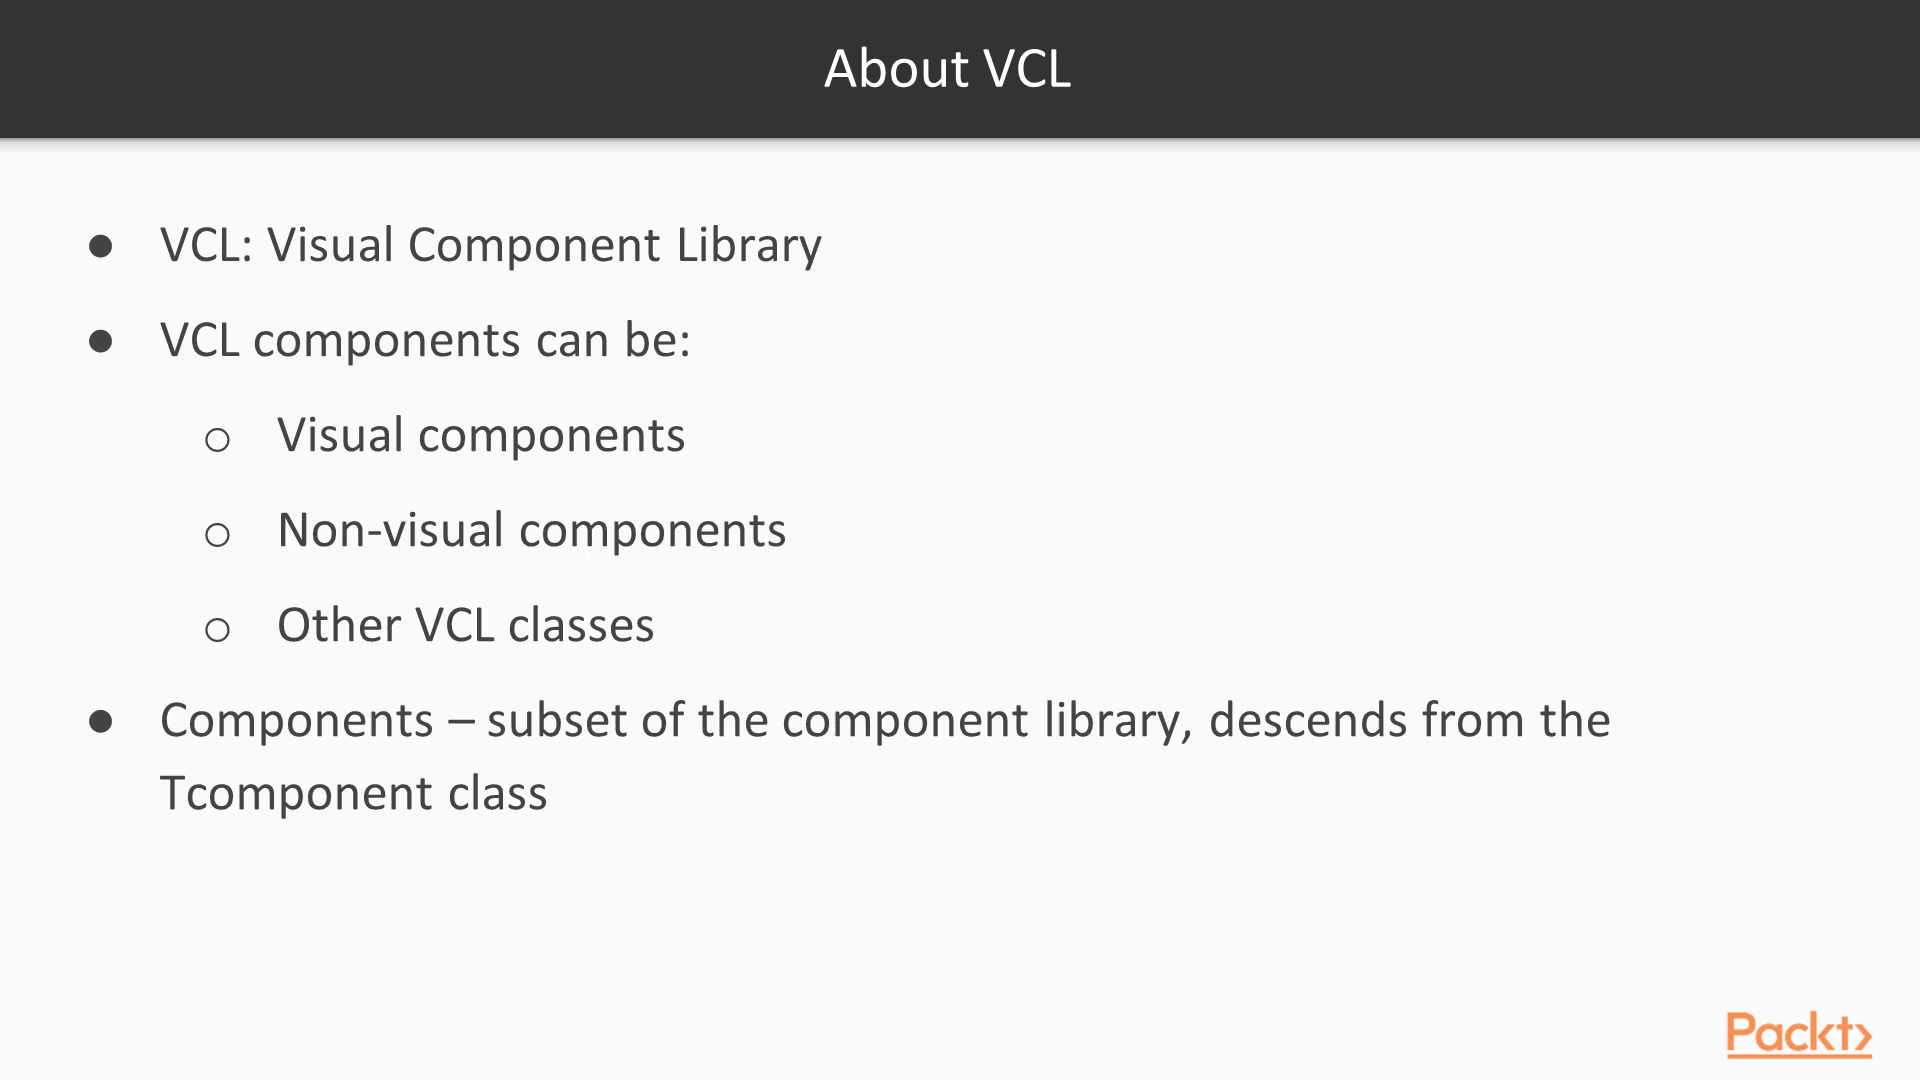 About VCL
● VCL: Visual Component Library
● VCL components can be:
○ Visual components
○ Non-visual components
○ Other VCL classes
● Components – subset of the component library, descends from the
Tcomponent class
Packt>